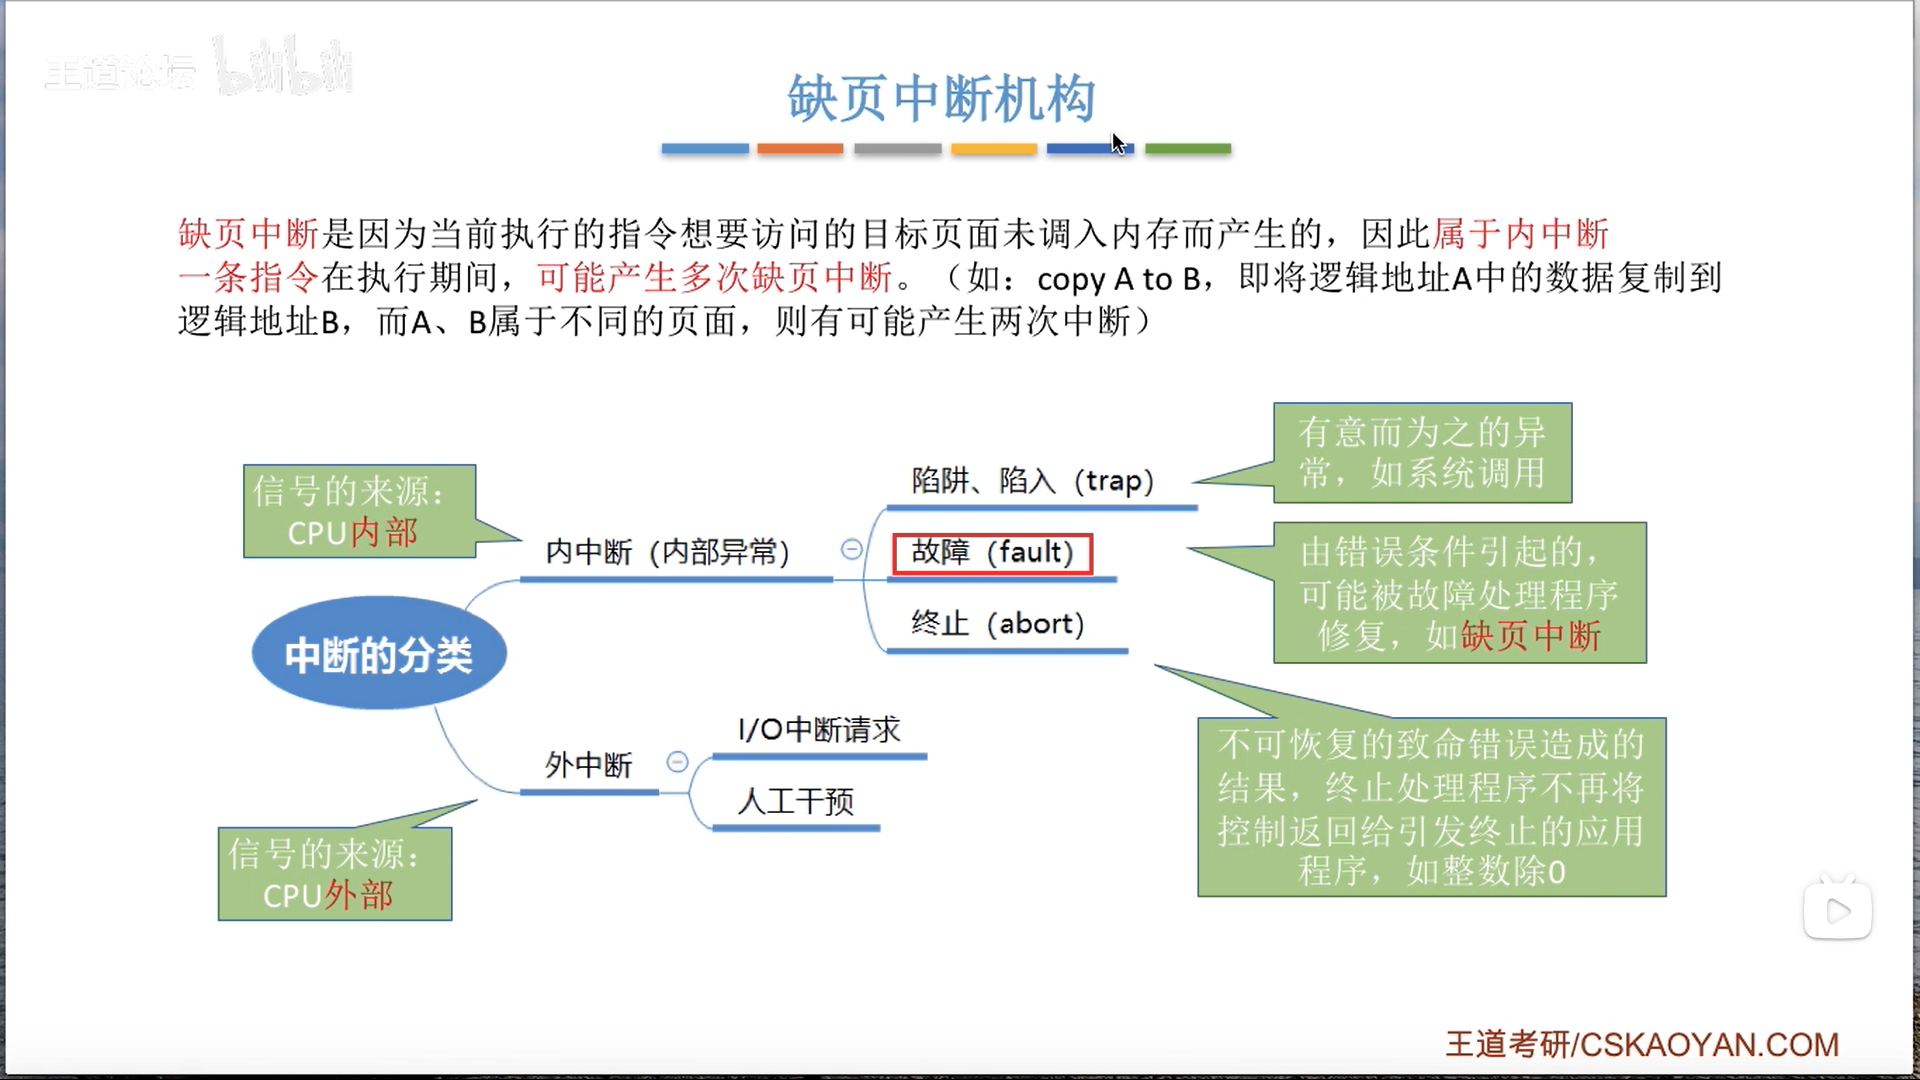 王道论坛 bilibili
缺页中断机构
缺页中断是因为当前执行的指令想要访问的目标页面未调入内存而产生的，因此属于内中断
一条指令在执行期间，可能产生多次缺页中断。（如：copy A to B，即将逻辑地址A中的数据复制到
逻辑地址B，而A、B属于不同的页面，则有可能产生两次中断）
有意而为之的异
常，如系统调用
信号的来源：
CPU内部
陷阱、陷入（trap）
内中断（内部异常）
故障（fault）
由错误条件引起的，
可能被故障处理程序
修复，如缺页中断
终止（abort）
中断的分类
I/O中断请求
外中断
人工干预
不可恢复的致命错误造成的
结果，终止处理程序不再将
控制返回给引发终止的应用
程序，如整数除0
信号的来源：
CPU外部
王道考研/CSKAOYAN.COM